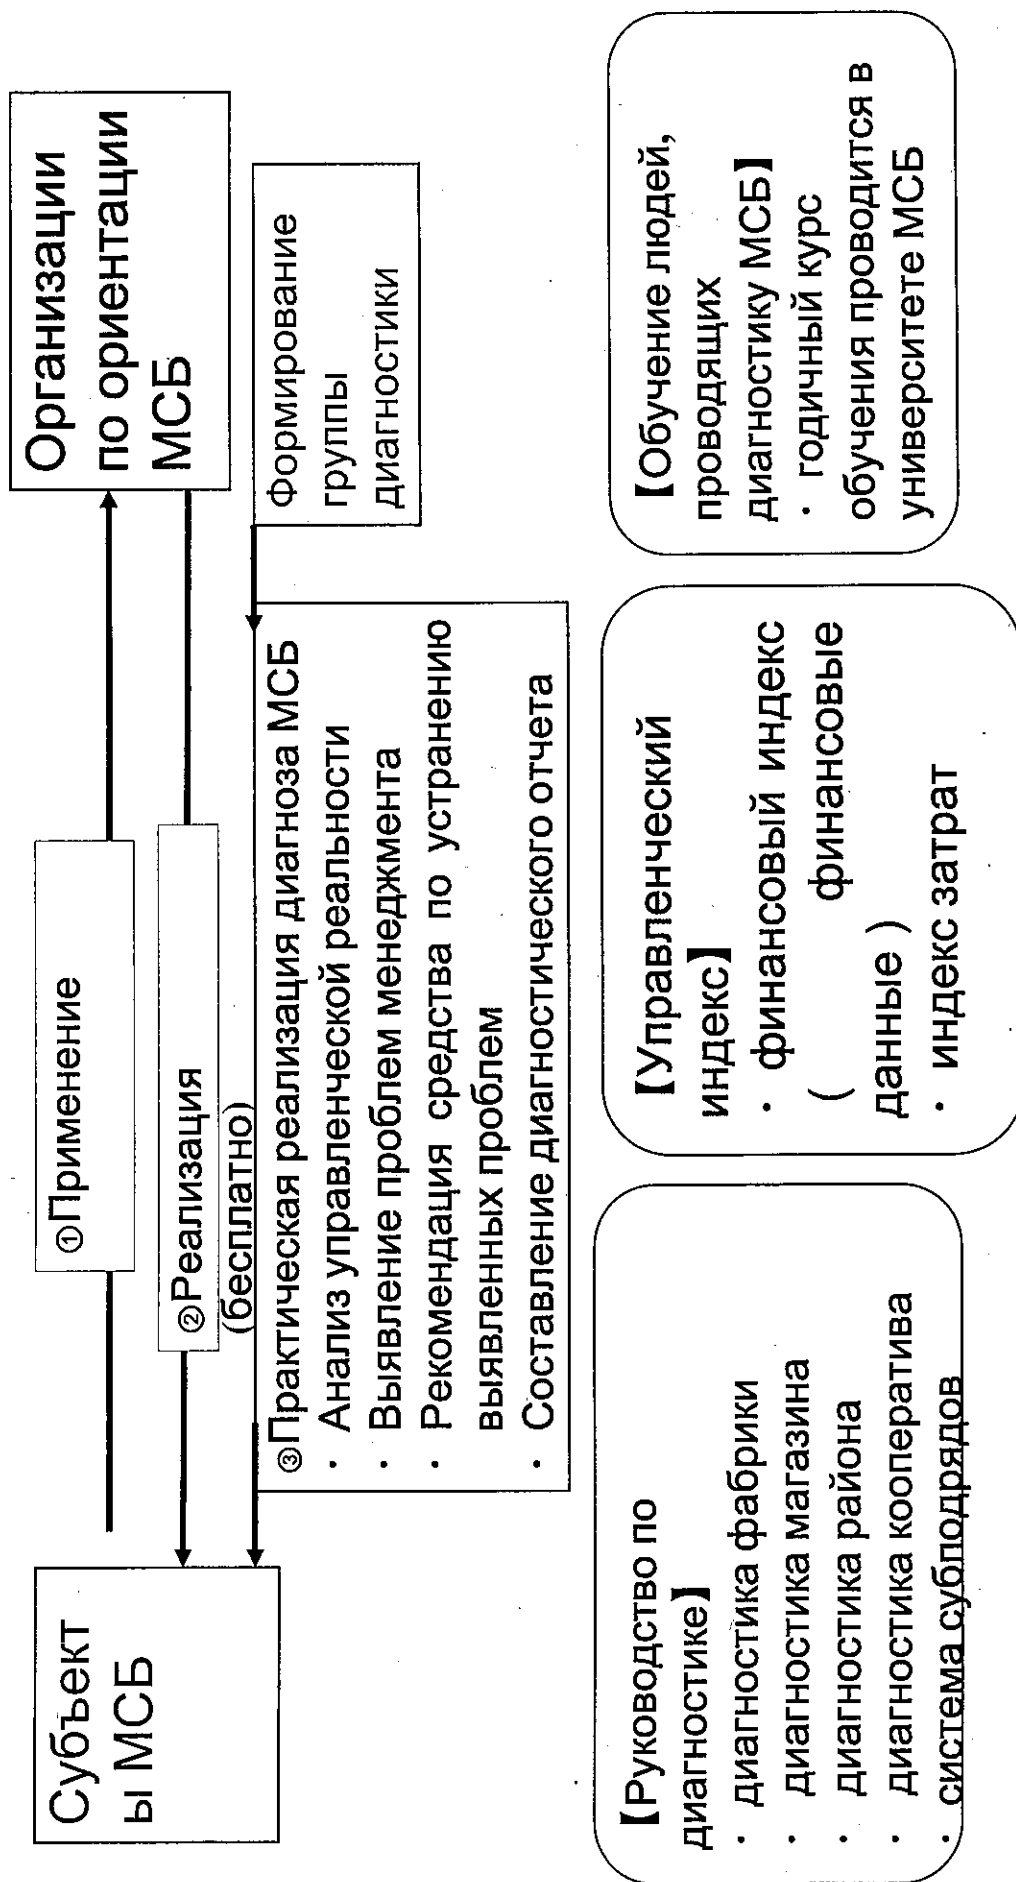 Субъект
ы МСБ
①Применение
②Реализация
(бесплатно)
Организации
по ориентации
МСБ
③Практическая реализация диагноза МСБ
· Анализ управленческой реальности
· Выявление проблем менеджмента
· Рекомендация средства по устранению
выявленных проблем
· Составление диагностического отчета
Формирование
группы
диагностики
【Руководство по
диагностике】
· диагностика фабрики
· диагностика магазина
· диагностика района
· диагностика кооператива
· система субподрядов
【Управленческий
индекс】
· финансовый индекс
( финансовые
данные )
· индекс затрат
【Обучение людей,
проводящих
диагностику МСБ】
· годичный курс
обучения проводится в
университете МСБ